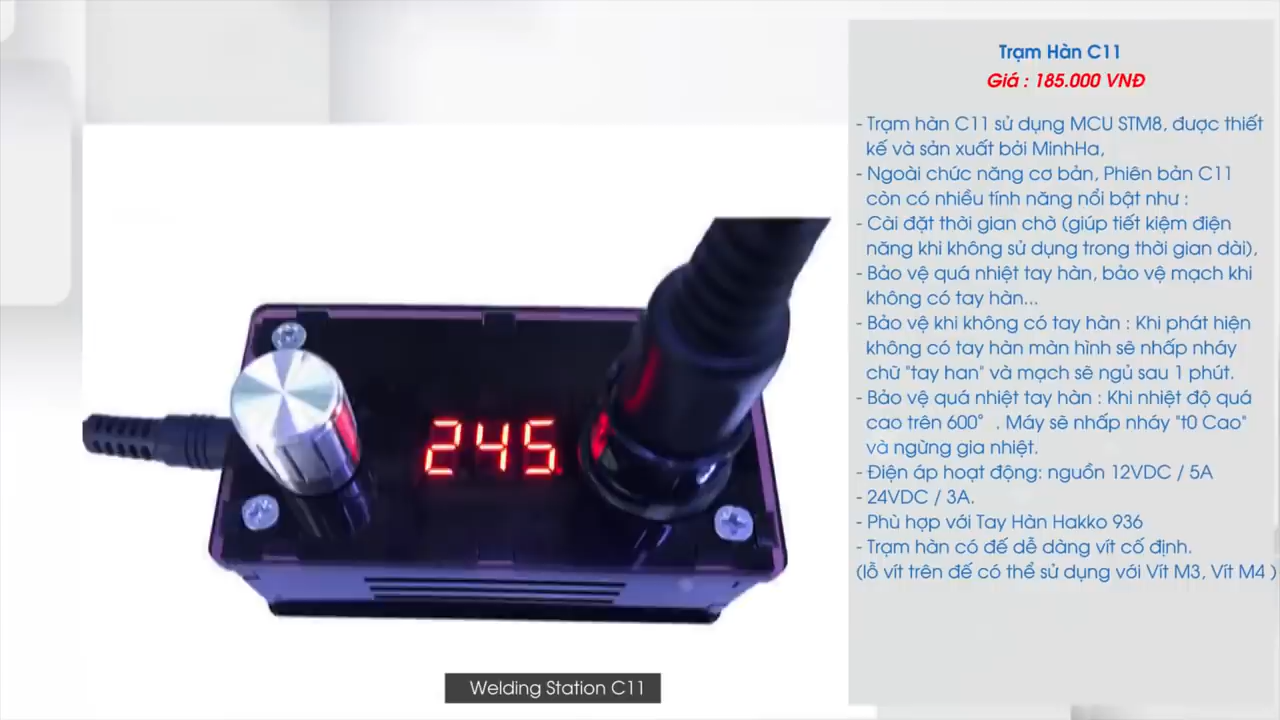 Trạm Hàn C11
Giá : 185.000 VNĐ
- Trạm hàn C11 sử dụng MCU STM8, được thiết
kế và sản xuất bởi MinhHa,
- Ngoài chức năng cơ bản, Phiên bản C11
còn có nhiều tính năng nổi bật như :
- Cài đặt thời gian chờ (giúp tiết kiệm điện
năng khi không sử dụng trong thời gian dài),
- Bảo vệ quá nhiệt tay hàn, bảo vệ mạch khi
không có tay hàn...
- Bảo vệ khi không có tay hàn : Khi phát hiện
không có tay hàn màn hình sẽ nhấp nháy
chữ "tay han" và mạch sẽ ngủ sau 1 phút.
- Bảo vệ quá nhiệt tay hàn : Khi nhiệt độ quá
cao trên 600° . Máy sẽ nhấp nháy "t0 Cao"
và ngừng gia nhiệt.
- Điện áp hoạt động: nguồn 12VDC / 5A
- 24VDC / 3A.
- Phù hợp với Tay Hàn Hakko 936
- Trạm hàn có đế dễ dàng vít cố định.
(lỗ vít trên đế có thể sử dụng với Vít M3, Vít M4 )
245
Welding Station C11